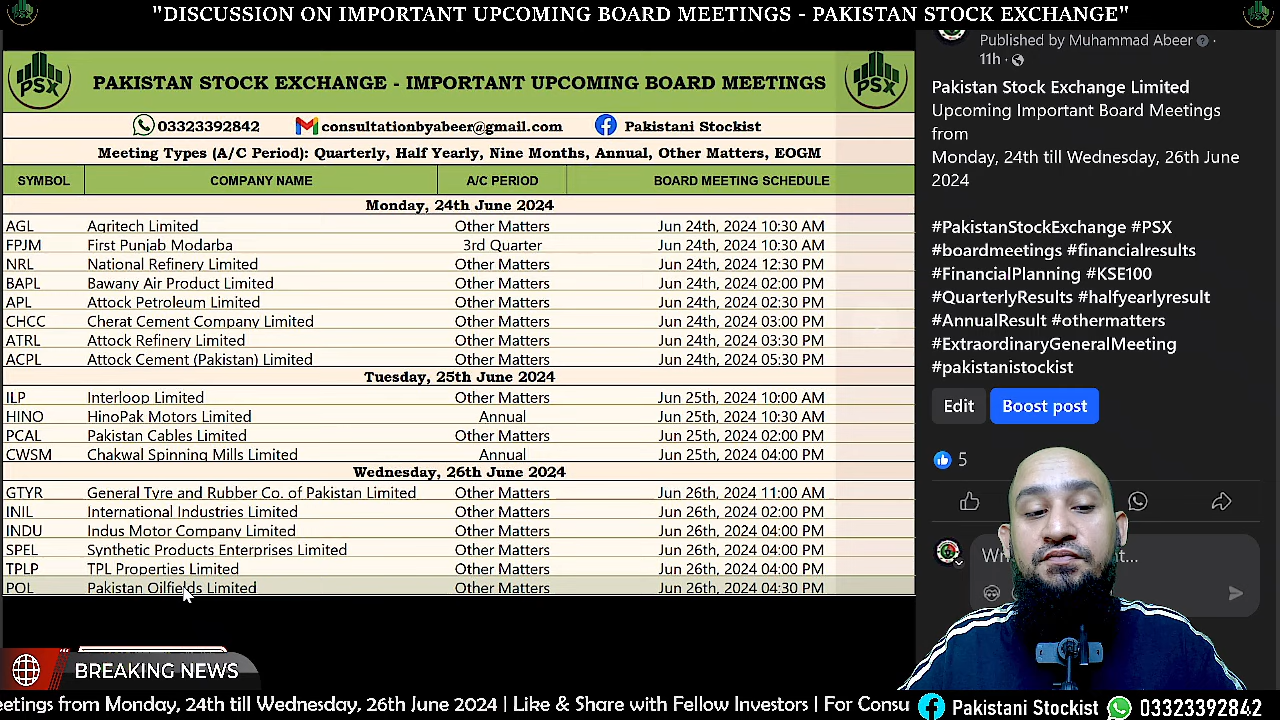 "DISCUSSION ON IMPORTANT UPCOMING BOARD MEETINGS - PAKISTAN STOCK EXCHANGE"
PSX
PAKISTAN STOCK EXCHANGE - IMPORTANT UPCOMING BOARD MEETINGS
PSX
03323392842 consultationbyabeer@gmail.com Pakistani Stockist
Meeting Types (A/C Period): Quarterly, Half Yearly, Nine Months, Annual, Other Matters, EOGM
SYMBOL COMPANY NAME A/C PERIOD BOARD MEETING SCHEDULE
Monday, 24th June 2024
AGL Agritech Limited Other Matters Jun 24th, 2024 10:30 AM
FPJM First Punjab Modarba 3rd Quarter Jun 24th, 2024 10:30 AM
NRL National Refinery Limited Other Matters Jun 24th, 2024 12:30 PM
BAPL Bawany Air Product Limited Other Matters Jun 24th, 2024 02:00 PM
APL Attock Petroleum Limited Other Matters Jun 24th, 2024 02:30 PM
CHCC Cherat Cement Company Limited Other Matters Jun 24th, 2024 03:00 PM
ATRL Attock Refinery Limited Other Matters Jun 24th, 2024 03:30 PM
ACPL Attock Cement (Pakistan) Limited Other Matters Jun 24th, 2024 05:30 PM
Tuesday, 25th June 2024
ILP Interloop Limited Other Matters Jun 25th, 2024 10:00 AM
HINO HinoPak Motors Limited Annual Jun 25th, 2024 10:30 AM
PCAL Pakistan Cables Limited Other Matters Jun 25th, 2024 02:00 PM
CWSM Chakwal Spinning Mills Limited Annual Jun 25th, 2024 04:00 PM
Wednesday, 26th June 2024
GTYR General Tyre and Rubber Co. of Pakistan Limited Other Matters Jun 26th, 2024 11:00 AM
INIL International Industries Limited Other Matters Jun 26th, 2024 02:00 PM
INDU Indus Motor Company Limited Other Matters Jun 26th, 2024 04:00 PM
SPEL Synthetic Products Enterprises Limited Other Matters Jun 26th, 2024 04:00 PM
TPLP TPL Properties Limited Other Matters Jun 26th, 2024 04:00 PM
POL Pakistan Oilfields Limited Other Matters Jun 26th, 2024 04:30 PM
Published by Muhammad Abeer
11h
Pakistan Stock Exchange Limited
Upcoming Important Board Meetings
from
Monday, 24th till Wednesday, 26th June
2024
#PakistanStockExchange #PSX
#boardmeetings #financialresults
#FinancialPlanning #KSE100
#QuarterlyResults #halfyearlyresult
#AnnualResult #othermatters
#ExtraordinaryGeneralMeeting
#pakistanistockist
Edit Boost post
5
BREAKING NEWS
eetings from Monday, 24th till Wednesday, 26th June 2024 | Like & Share with Fellow Investors | For Consu
Pakistani Stockist 03323392842